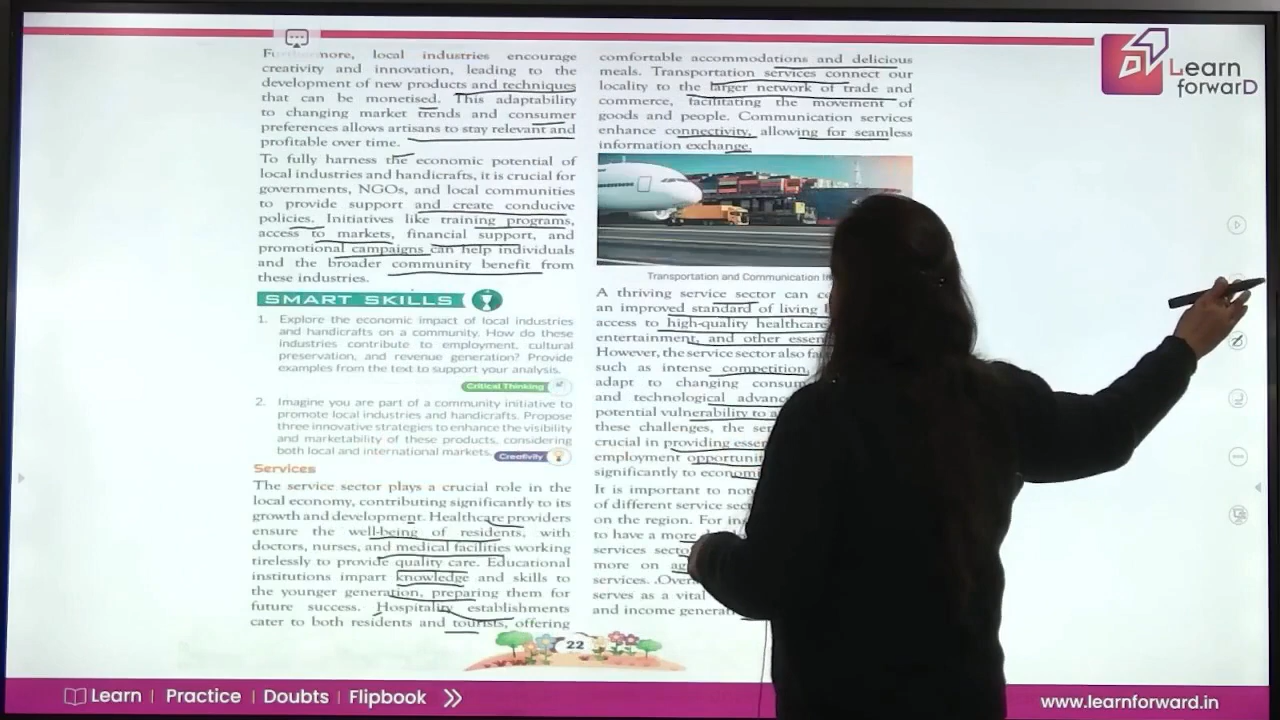 Learn
forwarD
Furthermore, local industries encourage
creativity and innovation, leading to the
development of new products and techniques
that can be monetised. This adaptability
to changing market trends and consumer
preferences allows artisans to stay relevant and
profitable over time.
To fully harness the economic potential of
local industries and handicrafts, it is crucial for
governments, NGOs, and local communities
to provide support and create conducive
policies. Initiatives like training programs,
access to markets, financial support, and
promotional campaigns can help individuals
and the broader community benefit from
these industries.
SMART SKILLS
1. Explore the economic impact of local industries
and handicrafts on a community. How do these
industries contribute to employment, cultural
preservation, and revenue generation? Provide
examples from the text to support your analysis.
Critical Thinking
2. Imagine you are part of a community initiative to
promote local industries and handicrafts. Propose
three innovative strategies to enhance the visibility
and marketability of these products, considering
both local and international markets.
Creativity
Services
The service sector plays a crucial role in the
local economy, contributing significantly to its
growth and development. Healthcare providers
ensure the well-being of residents, with
doctors, nurses, and medical facilities working
tirelessly to provide quality care. Educational
institutions impart knowledge and skills to
the younger generation, preparing them for
future success. Hospitality establishments
cater to both residents and tourists, offering
comfortable accommodations and delicious
meals. Transportation services connect our
locality to the larger network of trade and
commerce, facilitating the movement of
goods and people. Communication services
enhance connectivity, allowing for seamless
information exchange.
Transportation and Communication
A thriving service sector can
an improved standard of living
access to high-quality healthcare
entertainment, and other
However, the service sector also
such as intense competition,
adapt to changing
and technological
potential vulnerability to
these challenges, the
crucial in providing
employment
significantly to
It is important to
of different service
on the region. For
to have a more
services
more on
services. .
serves as a vital
and income
22
Learn | Practice | Doubts | Flipbook
www.learnforward.in